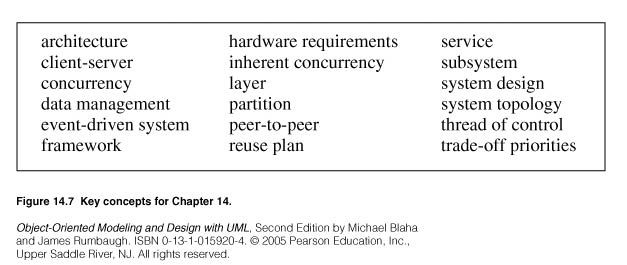 architecture hardware requirements service
client-server inherent concurrency subsystem
concurrency layer system design
data management partition system topology
event-driven system peer-to-peer thread of control
framework reuse plan trade-off priorities
Figure 14.7 Key concepts for Chapter 14.
Object-Oriented Modeling and Design with UML, Second Edition by Michael Blaha
and James Rumbaugh. ISBN 0-13-1-015920-4. © 2005 Pearson Education, Inc.,
Upper Saddle River, NJ. All rights reserved.